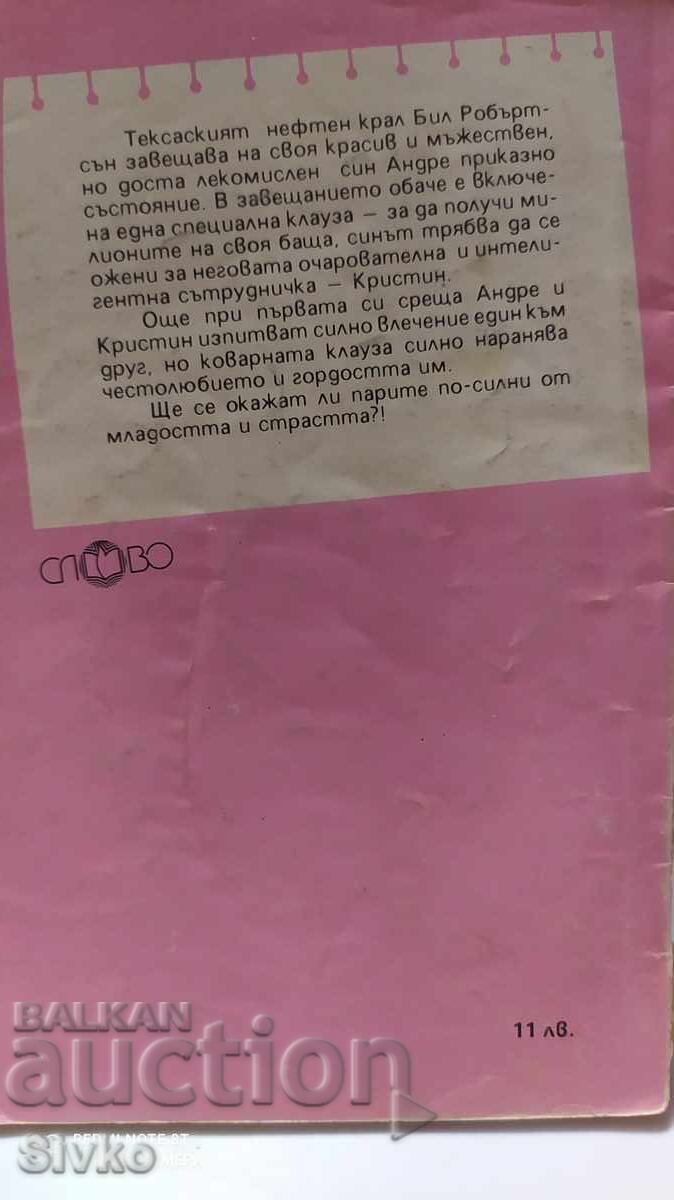 Тексаският нефтен крал Бил Робърт-
сън завещава на своя красив и мъжествен,
но доста лекомислен син Андре приказно
състояние. В завещанието обаче е включе-
на една специална клауза – за да получи ми-
лионите на своя баща, синът трябва да се
ожени за неговата очарователна и интели-
гентна сътрудничка – Кристин.
Още при първата си среща Андре и
Кристин изпитват силно влечение един към
друг, но коварната клауза силно наранява
честолюбието и гордостта им.
Ще се окажат ли парите по-силни от
младостта и страстта?!
СЛОВО
11 лв.
BALKAN
auction
REDMI NOTE 8T
Sivko